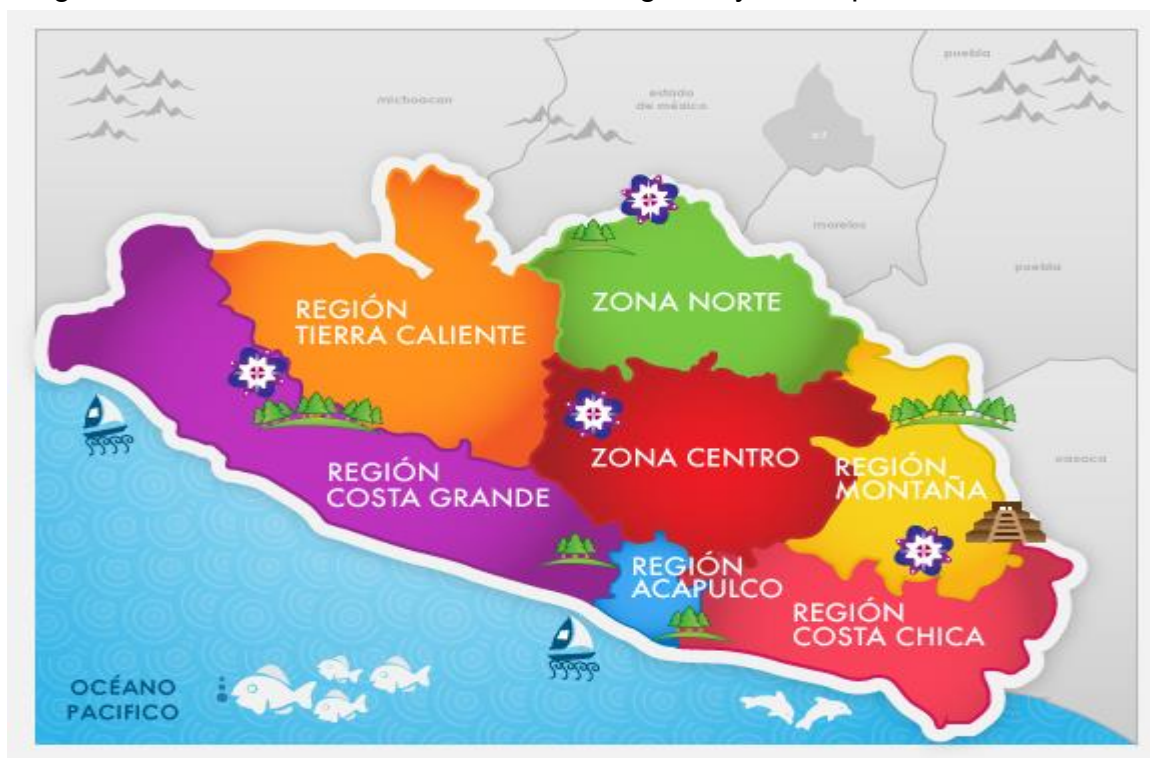 puebla
michoacan
estado
de méxico
morelos
puebla
oaxaca
ZONA NORTE
REGIÓN
TIERRA CALIENTE
ZONA CENTRO
REGIÓN
MONTAÑA
REGIÓN
COSTA GRANDE
REGIÓN
ACAPULCO
REGIÓN
COSTA CHICA
OCÉANO
PACIFICO